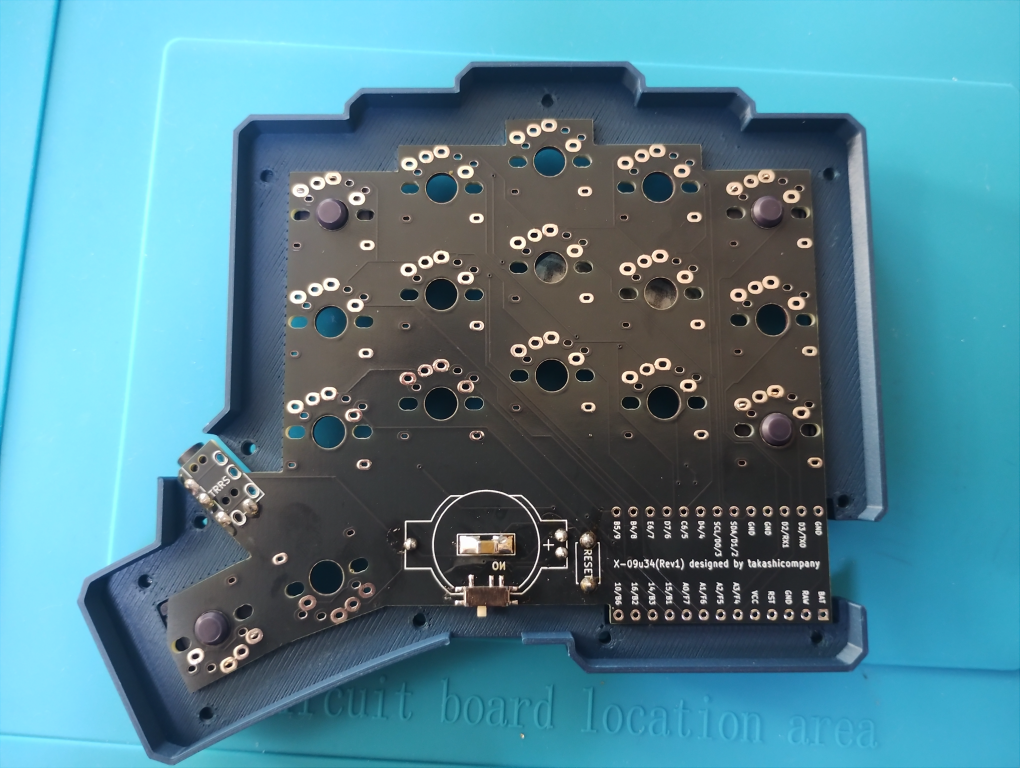 TRRS
+
ON
RESET
B5/9
B4/8
E6/7
D7/6
C6/5
D4/4
SCL/D0/3
SDA/D1/2
GND
GND
D2/RX1
D3/TX0
GND
X-09u34(Rev1) designed by takashicompany
10/B6
16/B2
14/B3
15/B1
A0/F7
A1/F6
A2/F5
A3/F4
VCC
RST
GND
RAW
BAT
circuit board location area